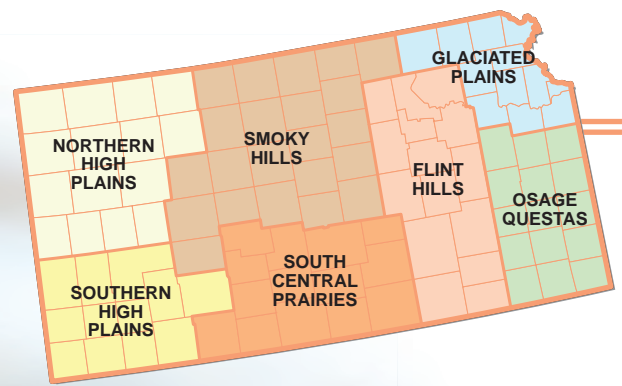 GLACIATED
PLAINS
NORTHERN
HIGH
PLAINS
SMOKY
HILLS
FLINT
HILLS
OSAGE
QUESTAS
SOUTHERN
HIGH
PLAINS
SOUTH
CENTRAL
PRAIRIES